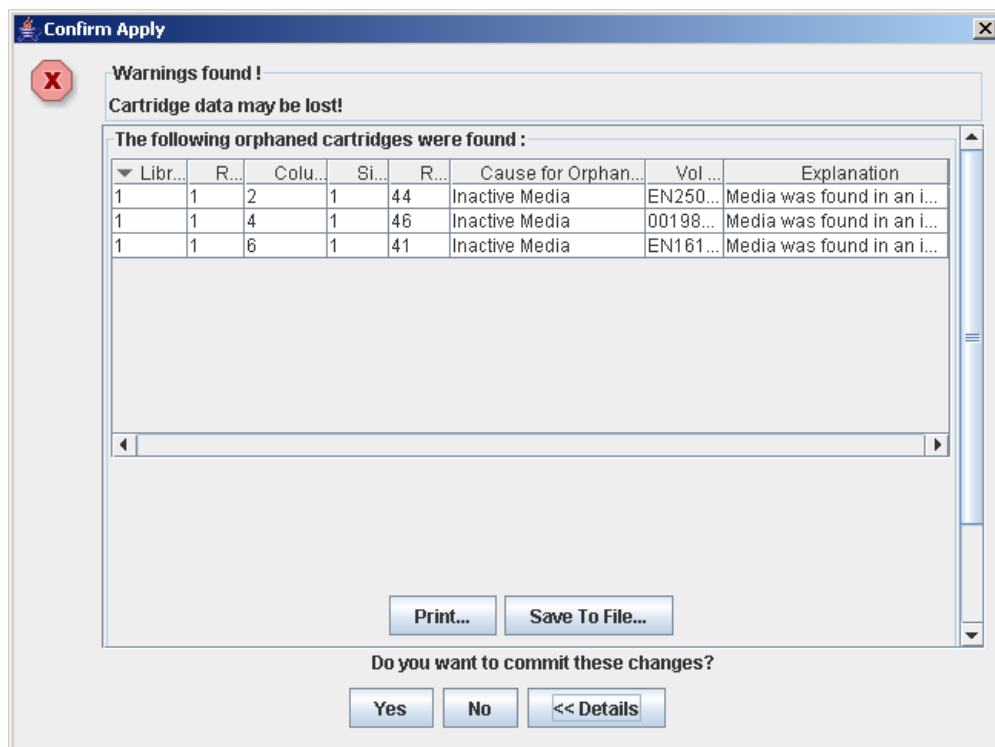 Confirm Apply
Warnings found !
Cartridge data may be lost!
The following orphaned cartridges were found :
Libr... R... Colu... Si... R... Cause for Orphan... Vol ... Explanation
1 1 2 1 44 Inactive Media EN250... Media was found in an i...
1 1 4 1 46 Inactive Media 00198... Media was found in an i...
1 1 6 1 41 Inactive Media EN161... Media was found in an i...
Print... Save To File...
Do you want to commit these changes?
Yes No << Details